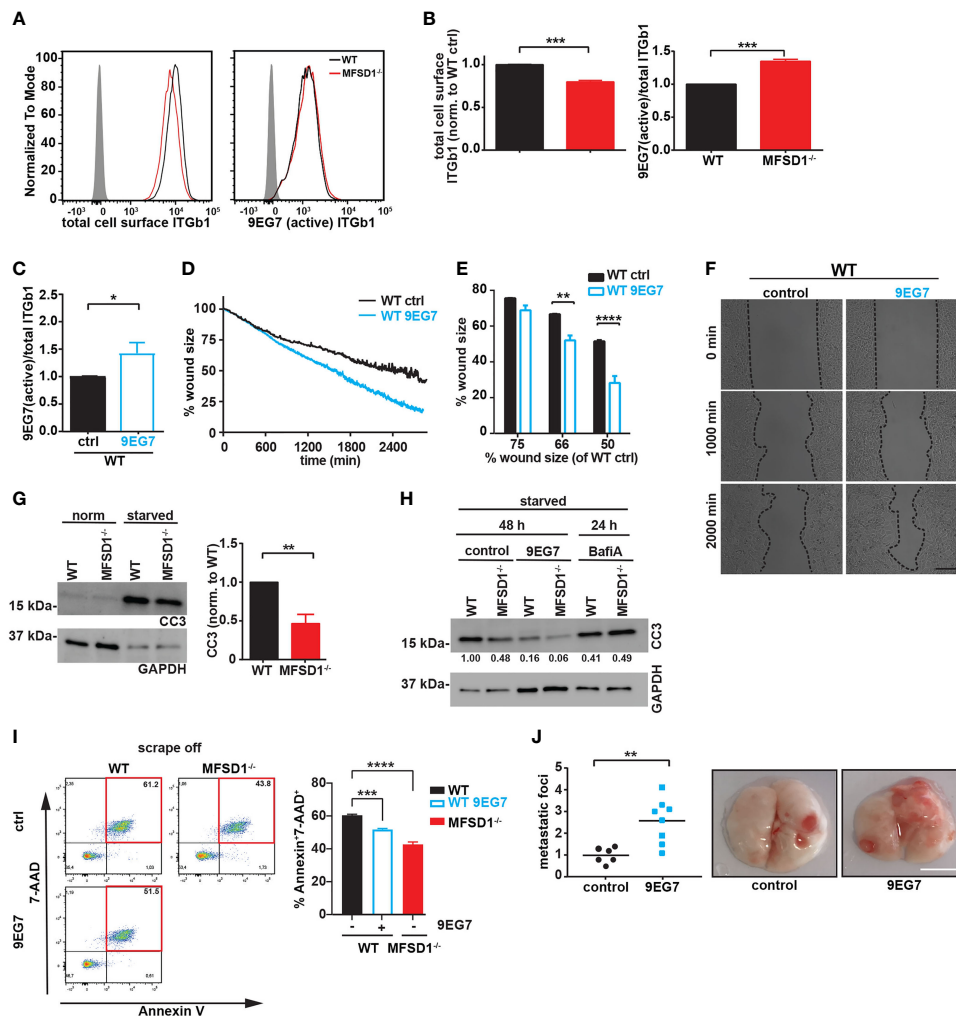 A
Normalized To Mode
100
80
60
40
20
0
-10³ 0 10³ 10⁴ 10⁵
total cell surface ITGb1
WT
MFSD1-/-
-10³ 0 10³ 10⁴ 10⁵
9EG7 (active) ITGb1
B
total cell surface
ITGb1 (norm. to WT ctrl)
1.0
0.5
0.0
***
9EG7(active)/total ITGb1
1.5
1.0
0.5
0.0
***
WT MFSD1-/-
C
9EG7(active)/total ITGb1
2.0
1.5
1.0
0.5
0.0
*
ctrl 9EG7
WT
D
% wound size
100
75
50
25
0
0 600 1200 1800 2400
time (min)
WT ctrl
WT 9EG7
E
% wound size
80
60
40
20
0
WT ctrl
WT 9EG7
**
****
75 66 50
% wound size (of WT ctrl)
F
WT
control 9EG7
0 min
1000 min
2000 min
G
norm starved
WT MFSD1-/- WT MFSD1-/-
15 kDa-
CC3
37 kDa-
GAPDH
CC3 (norm. to WT)
1.5
1.0
0.5
0.0
**
WT MFSD1-/-
H
starved
48 h 24 h
control 9EG7 BafiA
WT MFSD1-/- WT MFSD1-/- WT MFSD1-/-
15 kDa-
CC3
1.00 0.48 0.16 0.06 0.41 0.49
37 kDa-
GAPDH
I
scrape off
WT MFSD1-/-
ctrl
61.2
1.03
43.8
1.73
7-AAD
9EG7
51.5
0.61
Annexin V
% Annexin⁺7-AAD⁺
80
60
40
20
0
****
***
WT
WT 9EG7
MFSD1-/-
- + - 9EG7
WT MFSD1-/-
J
metastatic foci
5
4
3
2
1
0
**
control 9EG7
control 9EG7